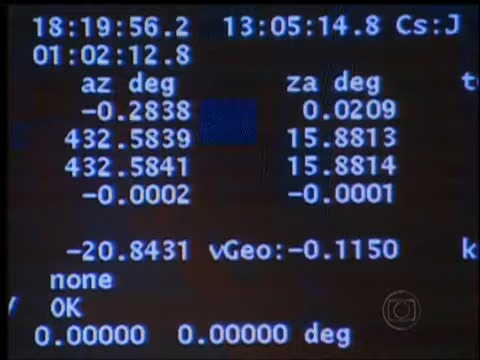 18:19:56.2 13:05:14.8 Cs:J
01:02:12.8
az deg za deg
-0.2838 0.0209
432.5839 15.8813
432.5841 15.8814
-0.0002 -0.0001
-20.8431 vGeo:-0.1150 k
none
/ OK
0.00000 0.00000 deg